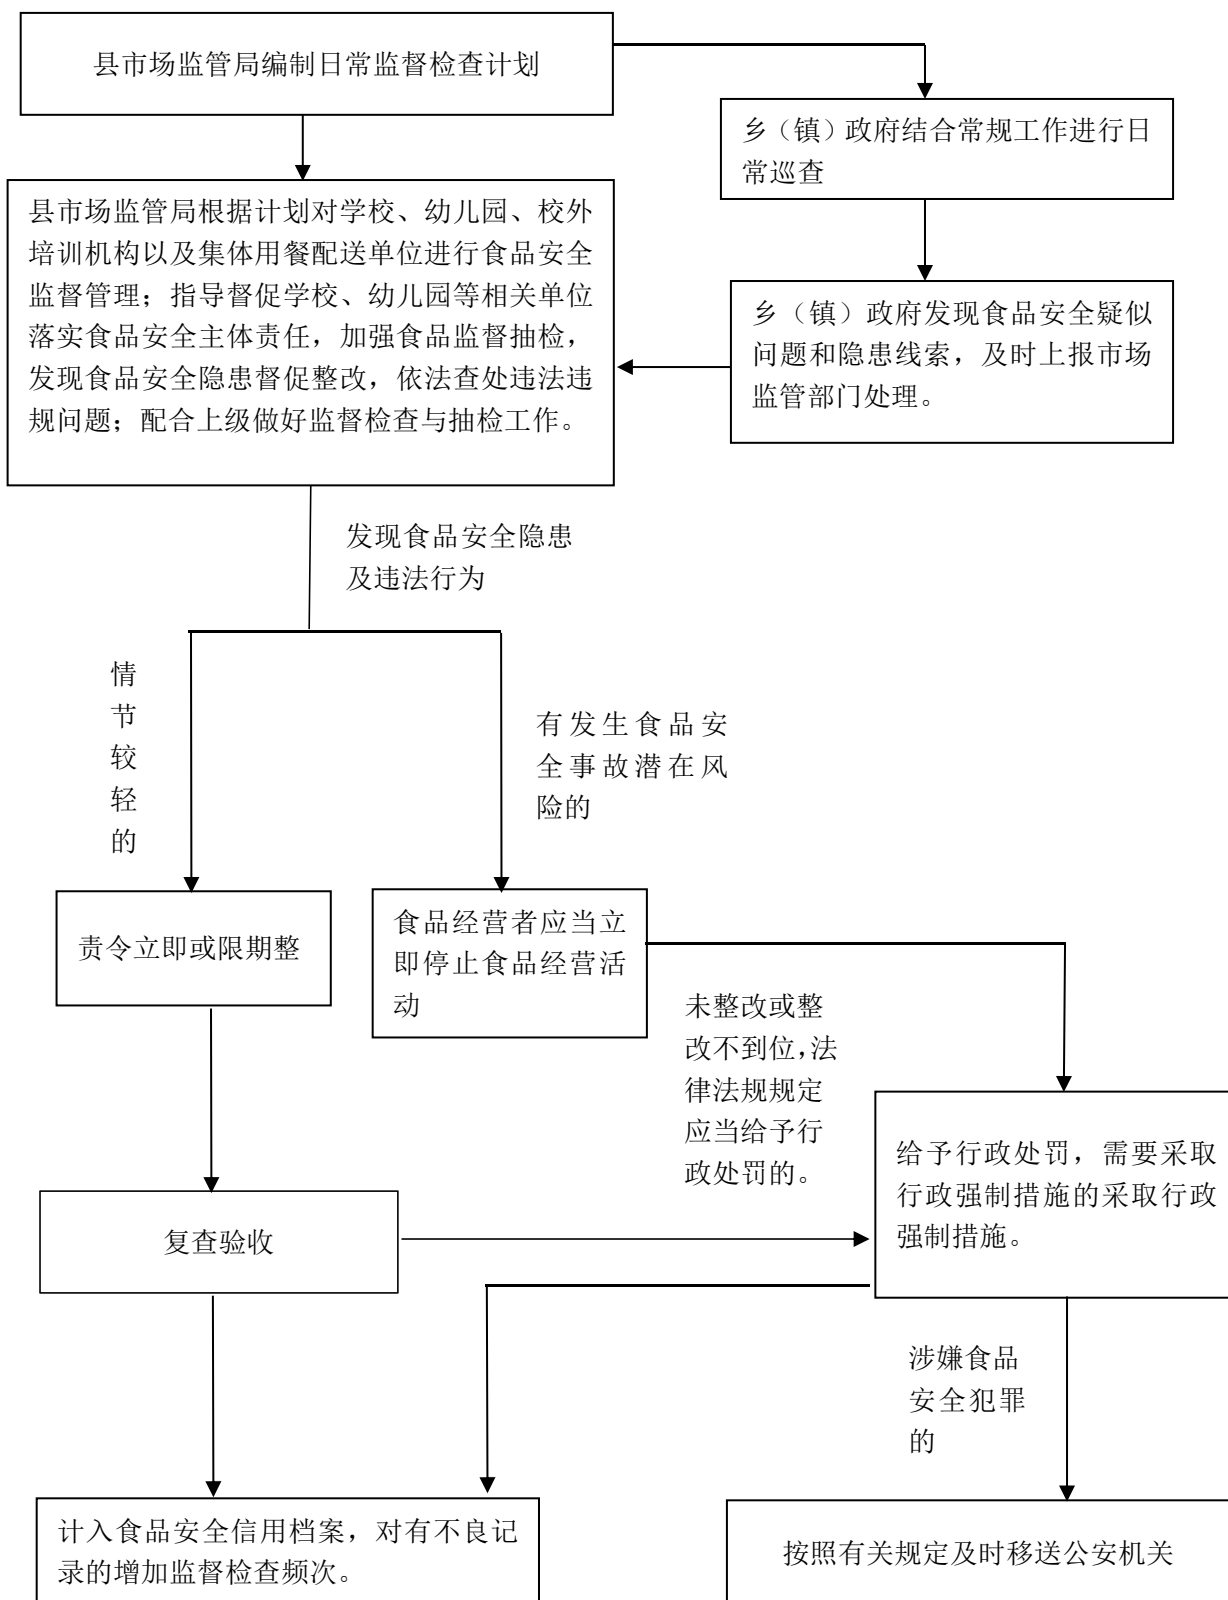 县市场监管局编制日常监督检查计划
乡（镇）政府结合常规工作进行日
常巡查
县市场监管局根据计划对学校、幼儿园、校外
培训机构以及集体用餐配送单位进行食品安全
监督管理；指导督促学校、幼儿园等相关单位
落实食品安全主体责任，加强食品监督抽检，
发现食品安全隐患督促整改，依法查处违法违
规问题；配合上级做好监督检查与抽检工作。
乡（镇）政府发现食品安全疑似
问题和隐患线索，及时上报市场
监管部门处理。
发现食品安全隐患
及违法行为
情
节
较
轻
的
有发生食品安
全事故潜在风
险的
责令立即或限期整
食品经营者应当立
即停止食品经营活
动
未整改或整
改不到位，法
律法规规定
应当给予行
政处罚的。
给予行政处罚，需要采取
行政强制措施的采取行政
强制措施。
复查验收
涉嫌食品
安全犯罪
的
计入食品安全信用档案，对有不良记
录的增加监督检查频次。
按照有关规定及时移送公安机关